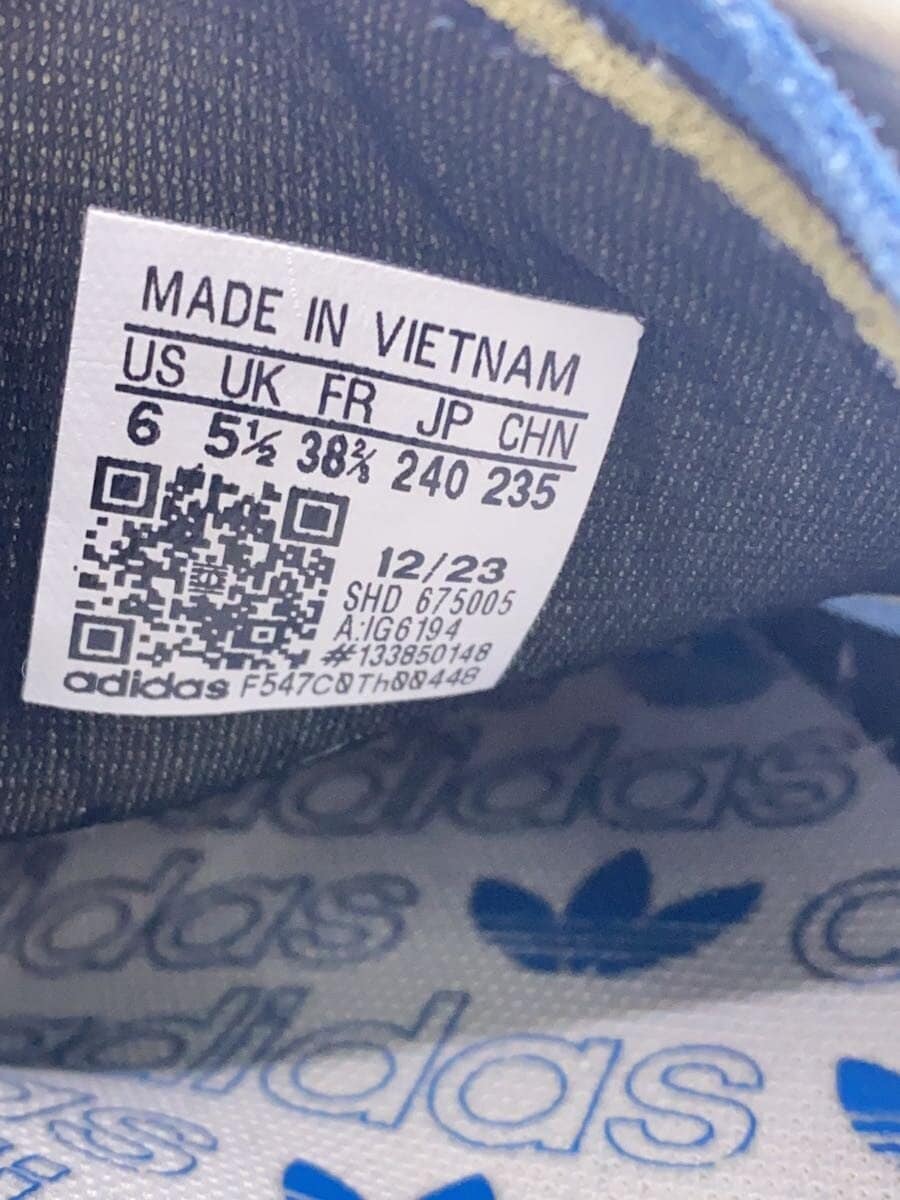 MADE IN VIETNAM
US UK FR JP CHN
6 5½ 38⅔ 240 235
12/23
SHD 675005
A:IG6194
#133850148
adidas F547C0Th00448
adidas
adidas
adidas